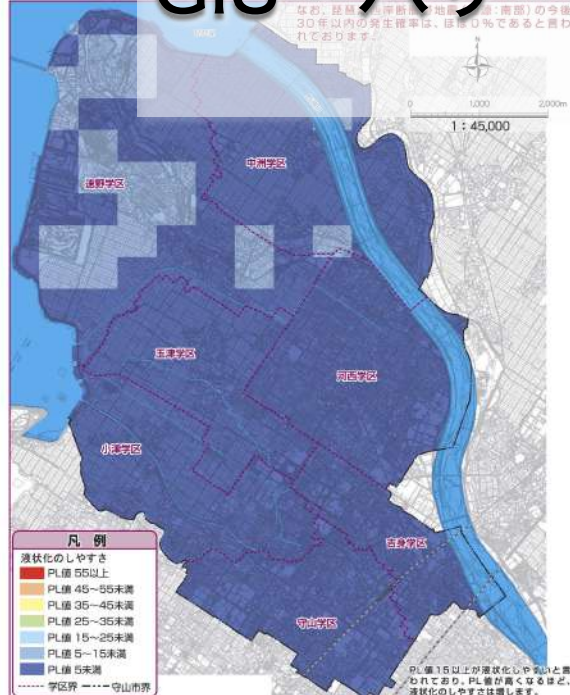 なお、琵琶
の今後
30年以内の発生確率は、ほぼ0%であると言わ
れております。
N
0 1,000 2,000m
1:45,000
中洲学区
速野学区
玉津学区
河西学区
小津学区
吉身学区
守山学区
凡 例
液状化のしやすさ
PL値 55以上
PL値 45~55未満
PL値 35~45未満
PL値 25~35未満
PL値 15~25未満
PL値 5~15未満
PL値 5未満
学区界 守山市界
PL値15以上が液状化しやすいと言
われており、PL値が高くなるほど、
液状化のしやすさは増します。